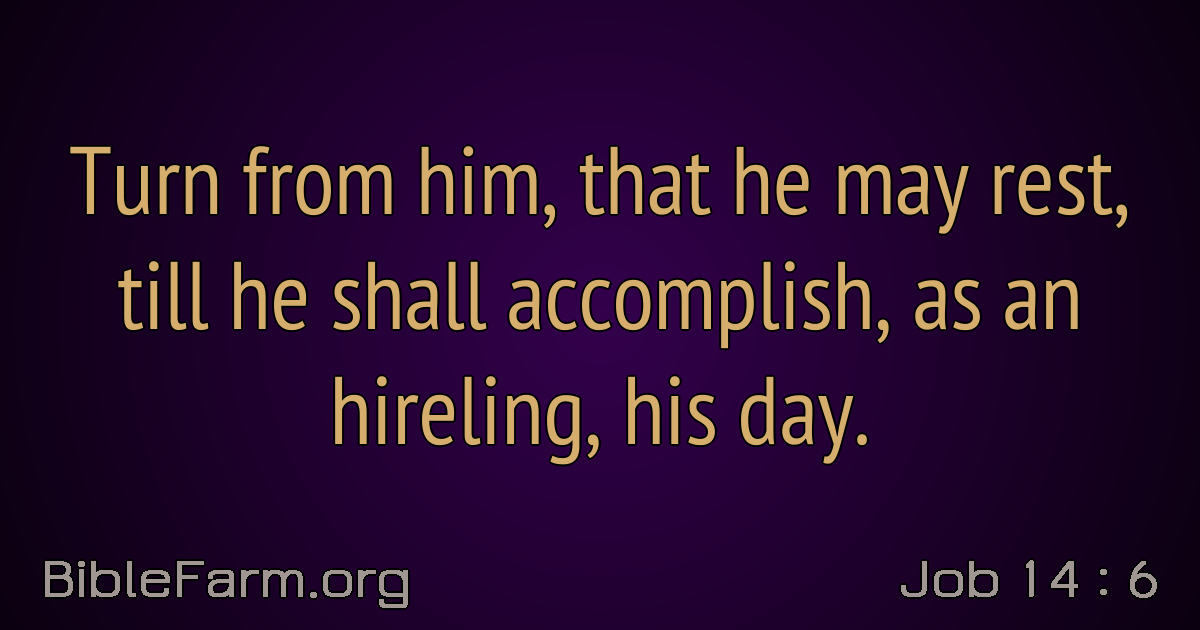 Turn from him, that he may rest,
till he shall accomplish, as an
hireling, his day.
BibleFarm.org
Job 14 : 6